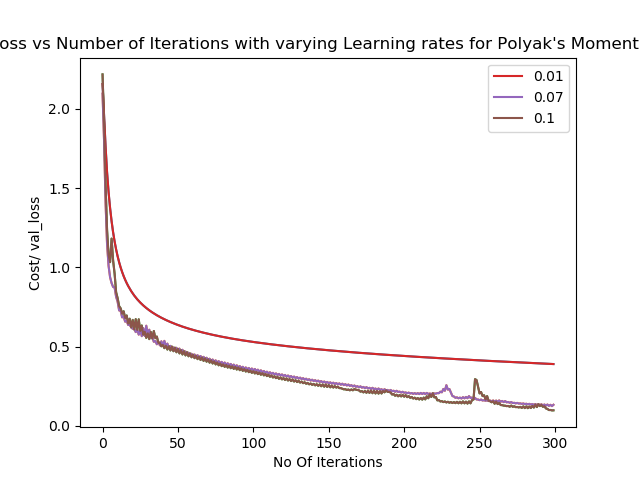 oss vs Number of Iterations with varying Learning rates for Polyak's Moment
0.01
0.07
0.1
2.0
1.5
1.0
0.5
0.0
Cost/ val_loss
0 50 100 150 200 250 300
No Of Iterations